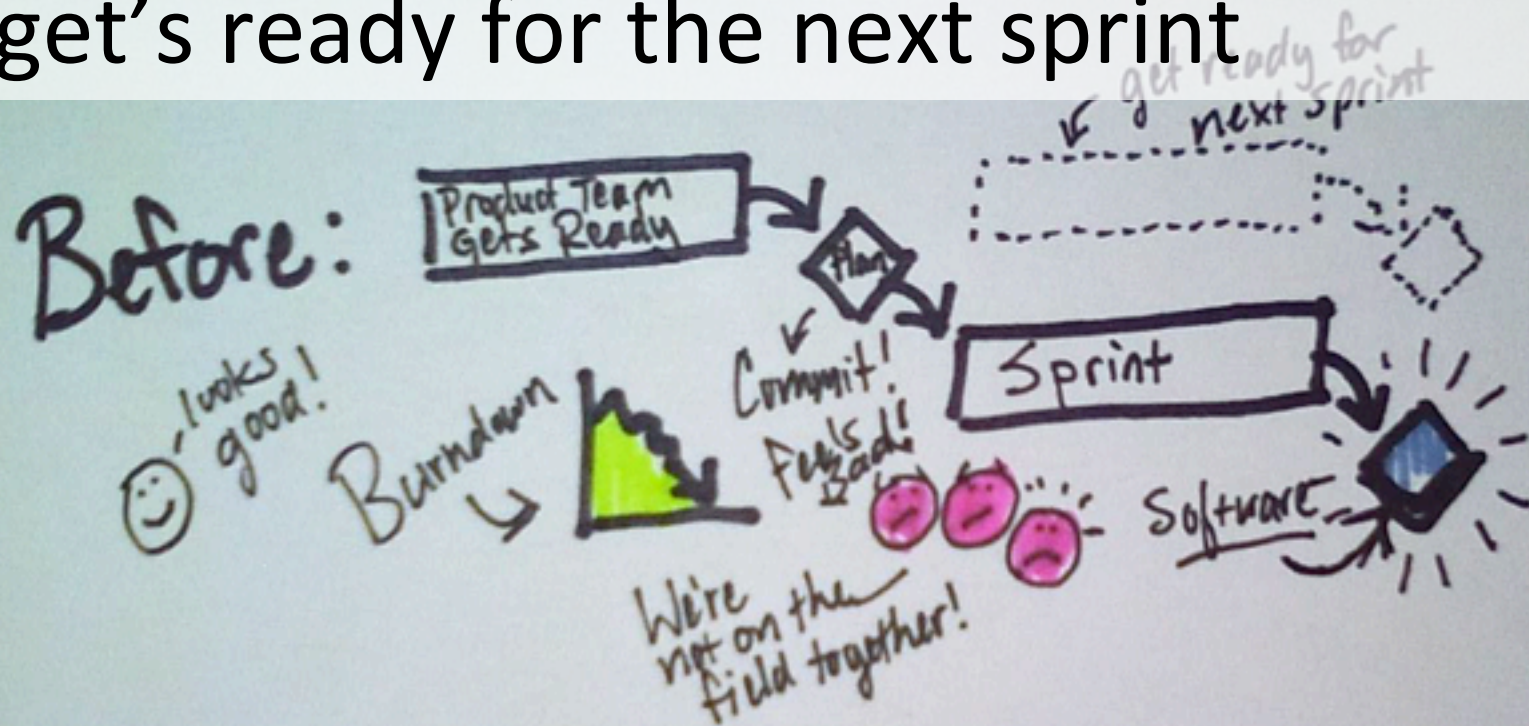 get's ready for the next sprint
get ready for
next sprint
Before:
Product Team
Gets Ready
Plan
Sprint
looks
good!
Burndown
Commit!
Feels
Bad!
Software
We're
not on the
field together!